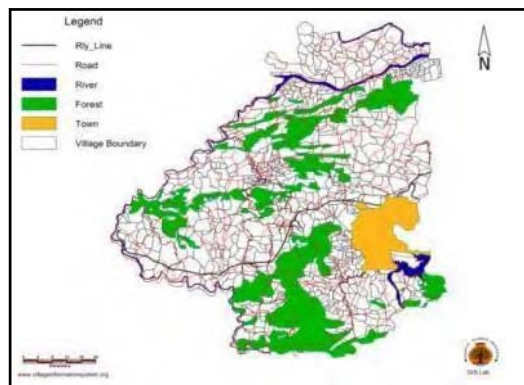 Legend
Rly_Line
Road
River
Forest
Town
Village Boundary
N
www.villageinformationsystem.org
GIS Lab